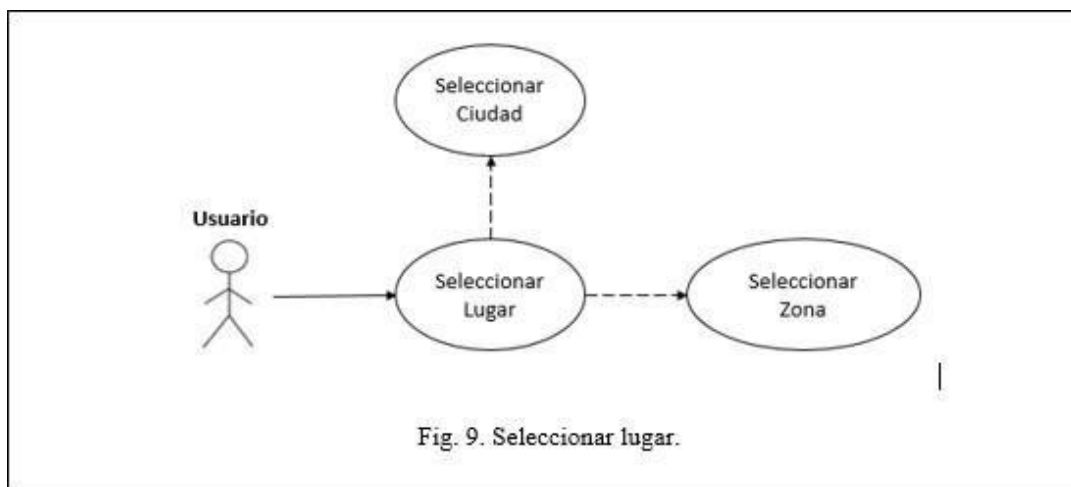 Seleccionar
Ciudad
Usuario
Seleccionar
Lugar
Seleccionar
Zona
Fig. 9. Seleccionar lugar.